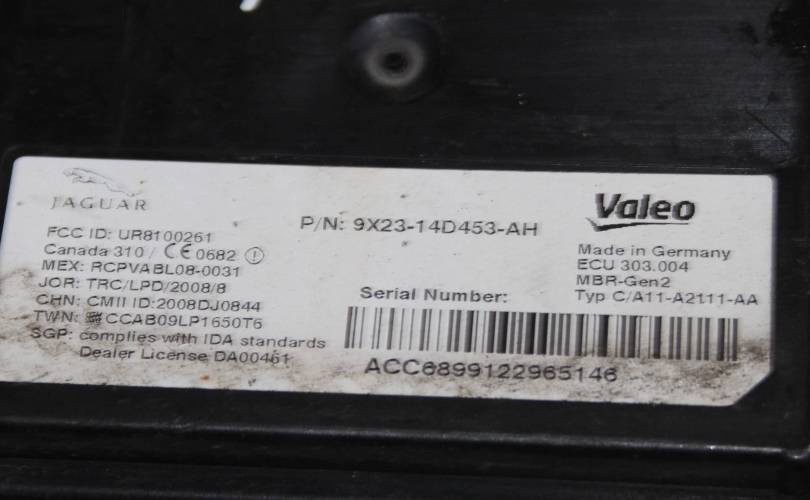 JAGUAR
FCC ID: UR8100261
Canada 310 / CE0682
MEX: RCPVABL08-0031
JOR: TRC/LPD/2008/8
CHN: CMII ID:2008DJ0844
TWN: CCAB09LP1650T6
SGP: complies with IDA standards
Dealer License DA00461
P/N: 9X23-14D453-AH
Serial Number:
ACC6899122965146
Valeo
Made in Germany
ECU 303.004
MBR-Gen2
Typ C/A11-A2111-AA